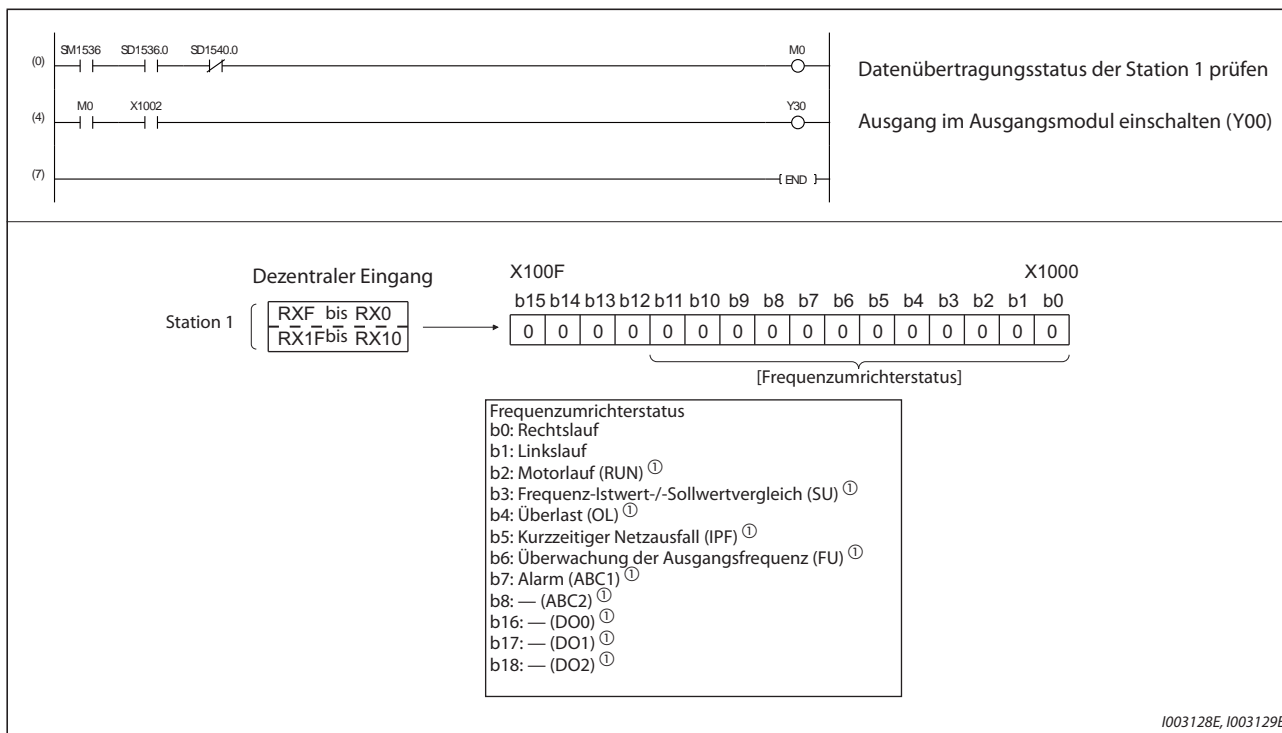 SM1536 SD1536.0 SD1540.0 M0
(0) Datenübertragungsstatus der Station 1 prüfen
M0 X1002 Y30
(4) Ausgang im Ausgangsmodul einschalten (Y00)
(7) END
Dezentraler Eingang X100F X1000
b15 b14 b13 b12 b11 b10 b9 b8 b7 b6 b5 b4 b3 b2 b1 b0
Station 1 RXF bis RX0 0 0 0 0 0 0 0 0 0 0 0 0 0 0 0 0
RX1F bis RX10
[Frequenzumrichterstatus]
Frequenzumrichterstatus
b0: Rechtslauf
b1: Linkslauf
b2: Motorlauf (RUN) ①
b3: Frequenz-Istwert-/-Sollwertvergleich (SU) ①
b4: Überlast (OL) ①
b5: Kurzzeitiger Netzausfall (IPF) ①
b6: Überwachung der Ausgangsfrequenz (FU) ①
b7: Alarm (ABC1) ①
b8: — (ABC2) ①
b16: — (DO0) ①
b17: — (DO1) ①
b18: — (DO2) ①
I003128E, I003129E